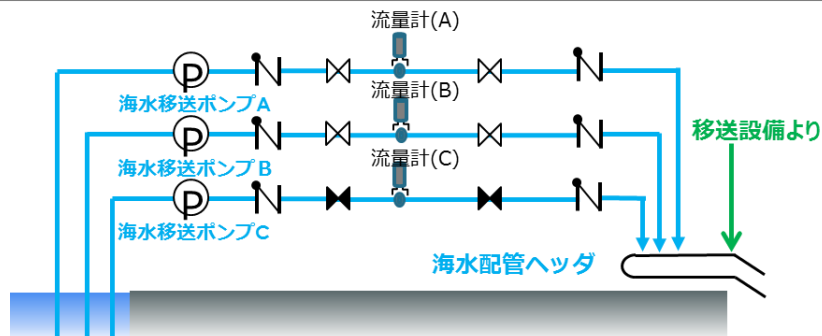 流量計(A)
P
海水移送ポンプA
流量計(B)
P
海水移送ポンプB
移送設備より
流量計(C)
P
海水移送ポンプC
海水配管ヘッダ